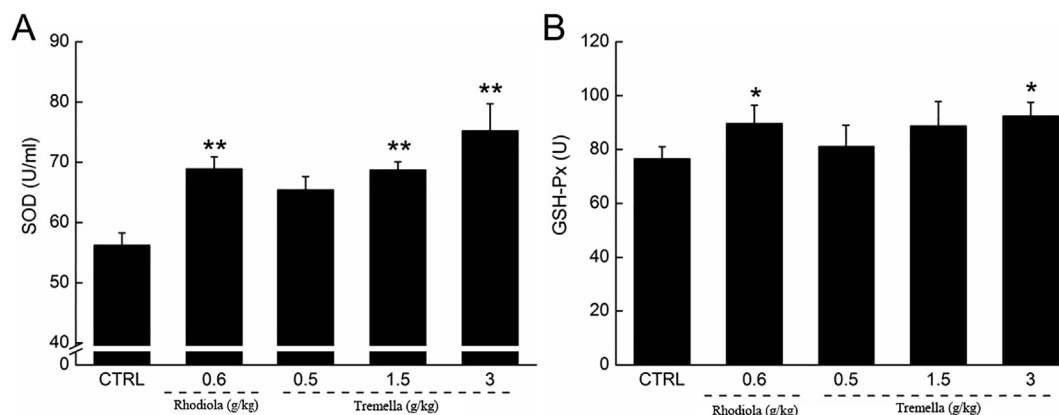 A
90
80
70
60
50
40
0
SOD (U/ml)
**
**
**
CTRL 0.6 0.5 1.5 3
Rhodiola (g/kg) Tremella (g/kg)
B
120
100
80
60
40
20
0
GSH-Px (U)
*
*
CTRL 0.6 0.5 1.5 3
Rhodiola (g/kg) Tremella (g/kg)